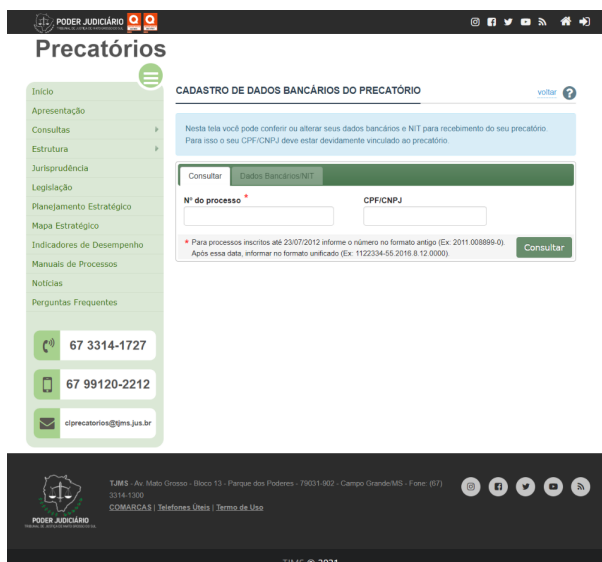 PODER JUDICIÁRIO
Precatórios
Início
Apresentação
Consultas
Estrutura
Jurisprudência
Legislação
Planejamento Estratégico
Mapa Estratégico
Indicadores de Desempenho
Manuais de Processos
Notícias
Perguntas Frequentes
67 3314-1727
67 99120-2212
clprecatorios@tjms.jus.br
CADASTRO DE DADOS BANCÁRIOS DO PRECATÓRIO
voltar ?
Nesta tela você pode conferir ou alterar seus dados bancários e NIT para recebimento do seu precatório.
Para isso o seu CPF/CNPJ deve estar devidamente vinculado ao precatório.
Consultar Dados Bancários/NIT
Nº do processo * CPF/CNPJ
* Para processos inscritos até 23/07/2012 informe o número no formato antigo (Ex: 2011.008899-0).
Após essa data, informar no formato unificado (Ex: 1122334-55.2016.8.12.0000).
Consultar
TJMS - Av. Mato Grosso - Bloco 13 - Parque dos Poderes - 79031-902 - Campo Grande/MS - Fone: (67)
3314-1300
COMARCAS | Telefones Úteis | Termo de Uso
PODER JUDICIÁRIO
TJMS © 2021